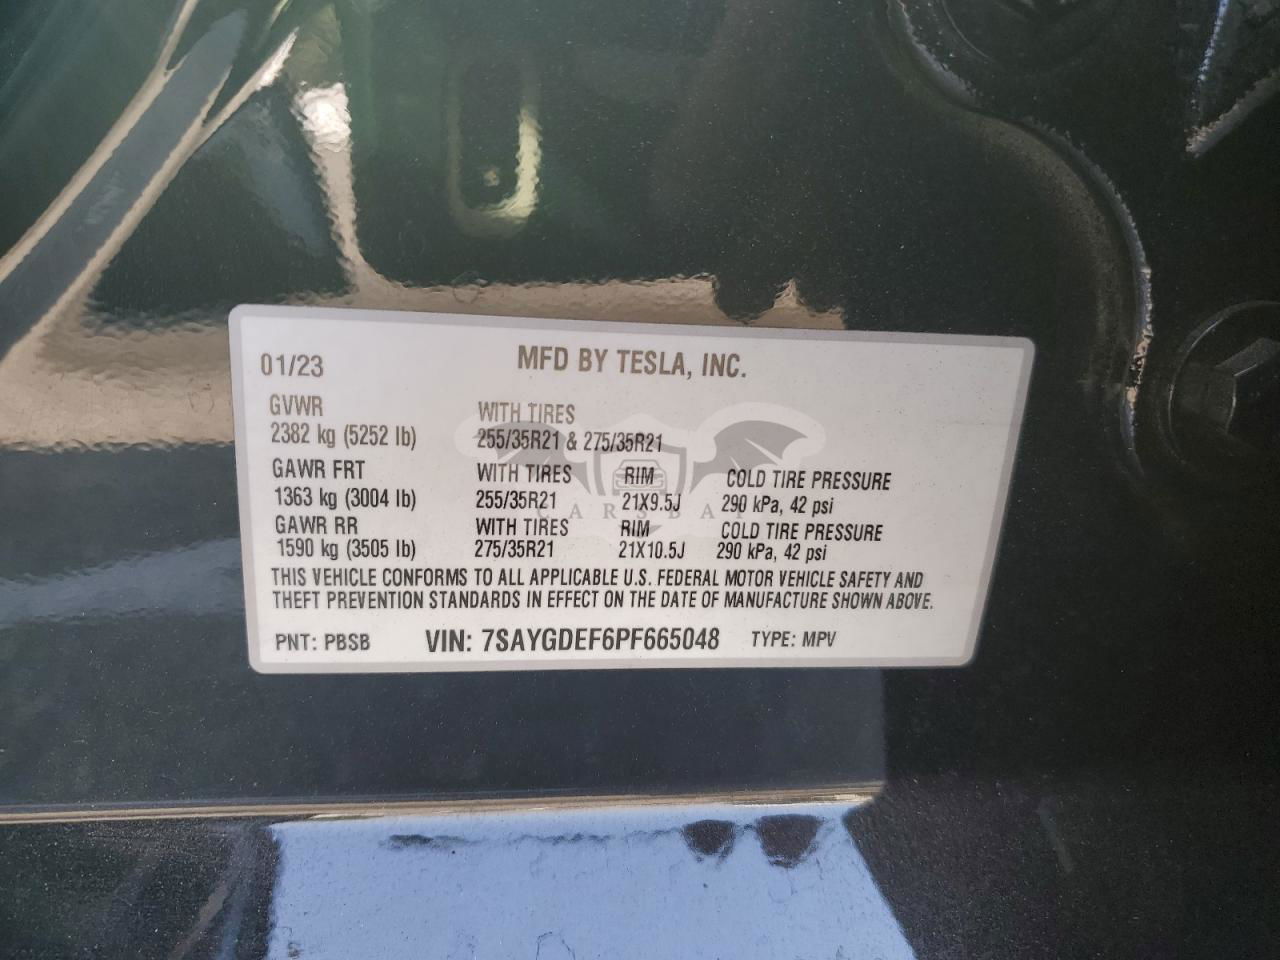 01/23 MFD BY TESLA, INC.
GVWR WITH TIRES
2382 kg (5252 lb) 255/35R21 & 275/35R21
GAWR FRT WITH TIRES RIM COLD TIRE PRESSURE
1363 kg (3004 lb) 255/35R21 21X9.5J 290 kPa, 42 psi
GAWR RR WITH TIRES RIM COLD TIRE PRESSURE
1590 kg (3505 lb) 275/35R21 21X10.5J 290 kPa, 42 psi
THIS VEHICLE CONFORMS TO ALL APPLICABLE U.S. FEDERAL MOTOR VEHICLE SAFETY AND
THEFT PREVENTION STANDARDS IN EFFECT ON THE DATE OF MANUFACTURE SHOWN ABOVE.
PNT: PBSB VIN: 7SAYGDEF6PF665048 TYPE: MPV